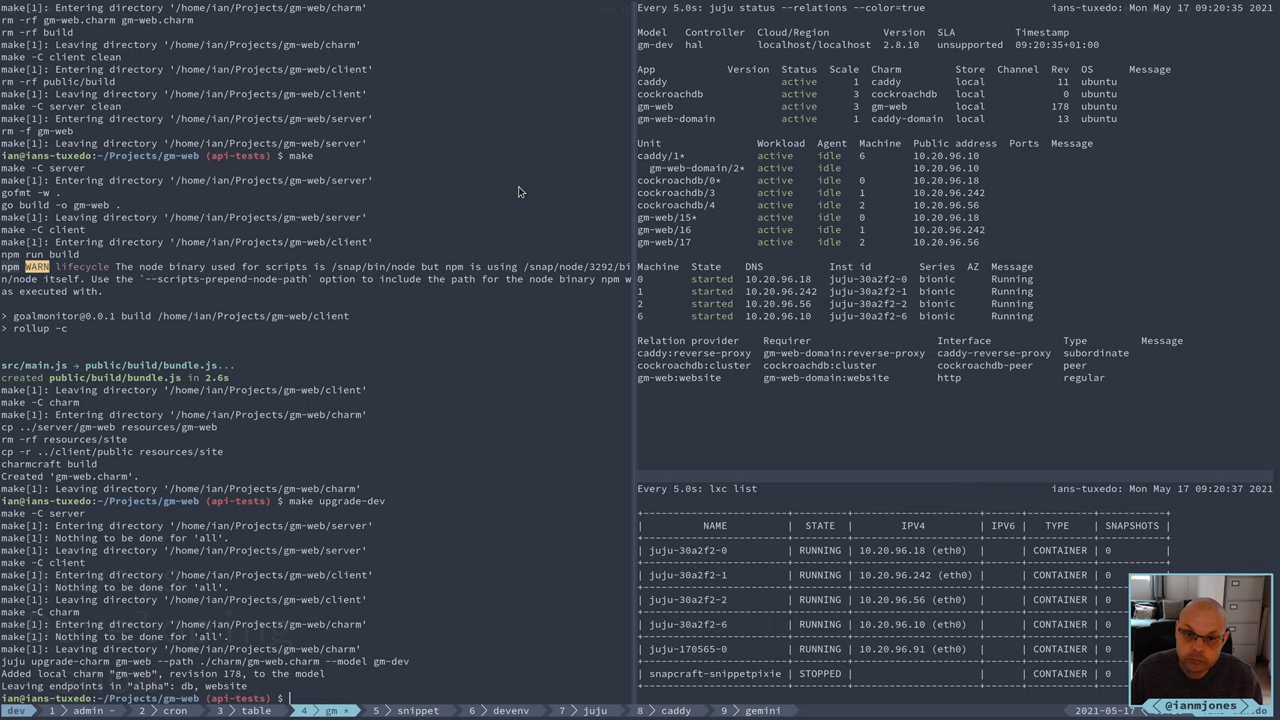 make[1]: Entering directory '/home/ian/Projects/gm-web/charm'
rm -rf gm-web.charm gm-web.charm
rm -rf build
make[1]: Leaving directory '/home/ian/Projects/gm-web/charm'
make -C client clean
make[1]: Entering directory '/home/ian/Projects/gm-web/client'
rm -rf public/build
make[1]: Leaving directory '/home/ian/Projects/gm-web/client'
make -C server clean
make[1]: Entering directory '/home/ian/Projects/gm-web/server'
rm -f gm-web
make[1]: Leaving directory '/home/ian/Projects/gm-web/server'
ian@ians-tuxedo:~/Projects/gm-web (api-tests) $ make
make -C server
make[1]: Entering directory '/home/ian/Projects/gm-web/server'
gofmt -w .
go build -o gm-web .
make[1]: Leaving directory '/home/ian/Projects/gm-web/server'
make -C client
make[1]: Entering directory '/home/ian/Projects/gm-web/client'
npm run build
npm WARN lifecycle The node binary used for scripts is /snap/bin/node but npm is using /snap/node/3292/bi
n/node itself. Use the `--scripts-prepend-node-path` option to include the path for the node binary npm w
as executed with.
> goalmonitor@0.0.1 build /home/ian/Projects/gm-web/client
> rollup -c
src/main.js → public/build/bundle.js...
created public/build/bundle.js in 2.6s
make[1]: Leaving directory '/home/ian/Projects/gm-web/client'
make -C charm
make[1]: Entering directory '/home/ian/Projects/gm-web/charm'
cp ../server/gm-web resources/gm-web
rm -rf resources/site
cp -r ../client/public resources/site
charmcraft build
Created 'gm-web.charm'.
make[1]: Leaving directory '/home/ian/Projects/gm-web/charm'
ian@ians-tuxedo:~/Projects/gm-web (api-tests) $ make upgrade-dev
make -C server
make[1]: Entering directory '/home/ian/Projects/gm-web/server'
make[1]: Nothing to be done for 'all'.
make[1]: Leaving directory '/home/ian/Projects/gm-web/server'
make -C client
make[1]: Entering directory '/home/ian/Projects/gm-web/client'
make[1]: Nothing to be done for 'all'.
make[1]: Leaving directory '/home/ian/Projects/gm-web/client'
make -C charm
make[1]: Entering directory '/home/ian/Projects/gm-web/charm'
make[1]: Nothing to be done for 'all'.
make[1]: Leaving directory '/home/ian/Projects/gm-web/charm'
juju upgrade-charm gm-web --path ./charm/gm-web.charm --model gm-dev
Added local charm "gm-web", revision 178, to the model
Leaving endpoints in "alpha": db, website
ian@ians-tuxedo:~/Projects/gm-web (api-tests) $
Every 5.0s: juju status --relations --color=true ians-tuxedo: Mon May 17 09:20:35 2021
Model Controller Cloud/Region Version SLA Timestamp
gm-dev hal localhost/localhost 2.8.10 unsupported 09:20:35+01:00
App Version Status Scale Charm Store Channel Rev OS Message
caddy active 1 caddy local 11 ubuntu
cockroachdb active 3 cockroachdb local 0 ubuntu
gm-web active 3 gm-web local 178 ubuntu
gm-web-domain active 1 caddy-domain local 13 ubuntu
Unit Workload Agent Machine Public address Ports Message
caddy/1* active idle 6 10.20.96.10
gm-web-domain/2* active idle 10.20.96.10
cockroachdb/0* active idle 0 10.20.96.18
cockroachdb/3 active idle 1 10.20.96.242
cockroachdb/4 active idle 2 10.20.96.56
gm-web/15* active idle 0 10.20.96.18
gm-web/16 active idle 1 10.20.96.242
gm-web/17 active idle 2 10.20.96.56
Machine State DNS Inst id Series AZ Message
0 started 10.20.96.18 juju-30a2f2-0 bionic Running
1 started 10.20.96.242 juju-30a2f2-1 bionic Running
2 started 10.20.96.56 juju-30a2f2-2 bionic Running
6 started 10.20.96.10 juju-30a2f2-6 bionic Running
Relation provider Requirer Interface Type Message
caddy:reverse-proxy gm-web-domain:reverse-proxy caddy-reverse-proxy subordinate
cockroachdb:cluster cockroachdb:cluster cockroachdb-peer peer
gm-web:website gm-web-domain:website http regular
Every 5.0s: lxc list ians-tuxedo: Mon May 17 09:20:37 2021
| NAME | STATE | IPV4 | IPV6 | TYPE | SNAPSHOTS |
| juju-30a2f2-0 | RUNNING | 10.20.96.18 (eth0) | | CONTAINER | 0 |
| juju-30a2f2-1 | RUNNING | 10.20.96.242 (eth0) | | CONTAINER | 0 |
| juju-30a2f2-2 | RUNNING | 10.20.96.56 (eth0) | | CONTAINER | 0
| juju-30a2f2-6 | RUNNING | 10.20.96.10 (eth0) | | CONTAINER | 0
| juju-170565-0 | RUNNING | 10.20.96.91 (eth0) | | CONTAINER | 0
| snapcraft-snippetpixie | STOPPED | | | CONTAINER | 0
@ianmjones
dev 1 admin - 2 cron 3 table 4 gm * 5 snippet 6 devenv 7 juju 8 caddy 9 gemini 2021-05-17